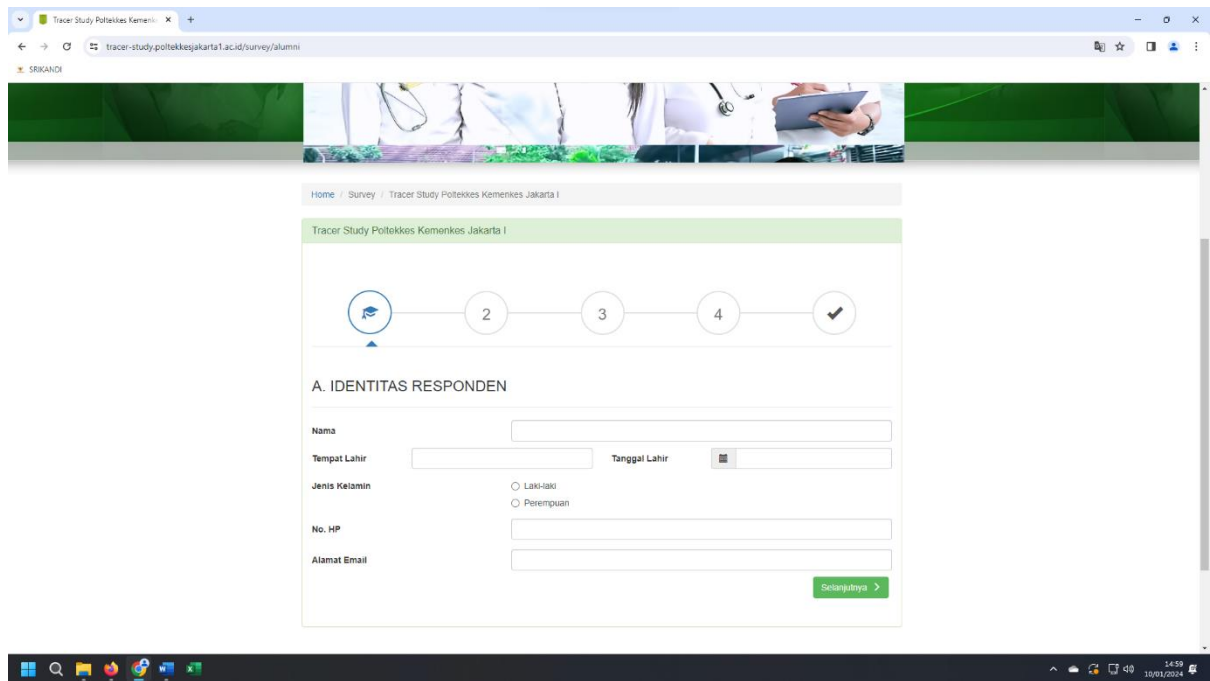 Tracer Study Poltekkes Kemenk
tracer-study.poltekkesjakarta1.ac.id/survey/alumni
SRIKANDI
Home / Survey / Tracer Study Poltekkes Kemenkes Jakarta I
Tracer Study Poltekkes Kemenkes Jakarta I
2 3 4
A. IDENTITAS RESPONDEN
Nama
Tempat Lahir Tanggal Lahir
Jenis Kelamin Laki-laki
Perempuan
No. HP
Alamat Email
Selanjutnya
14:59
10/01/2024